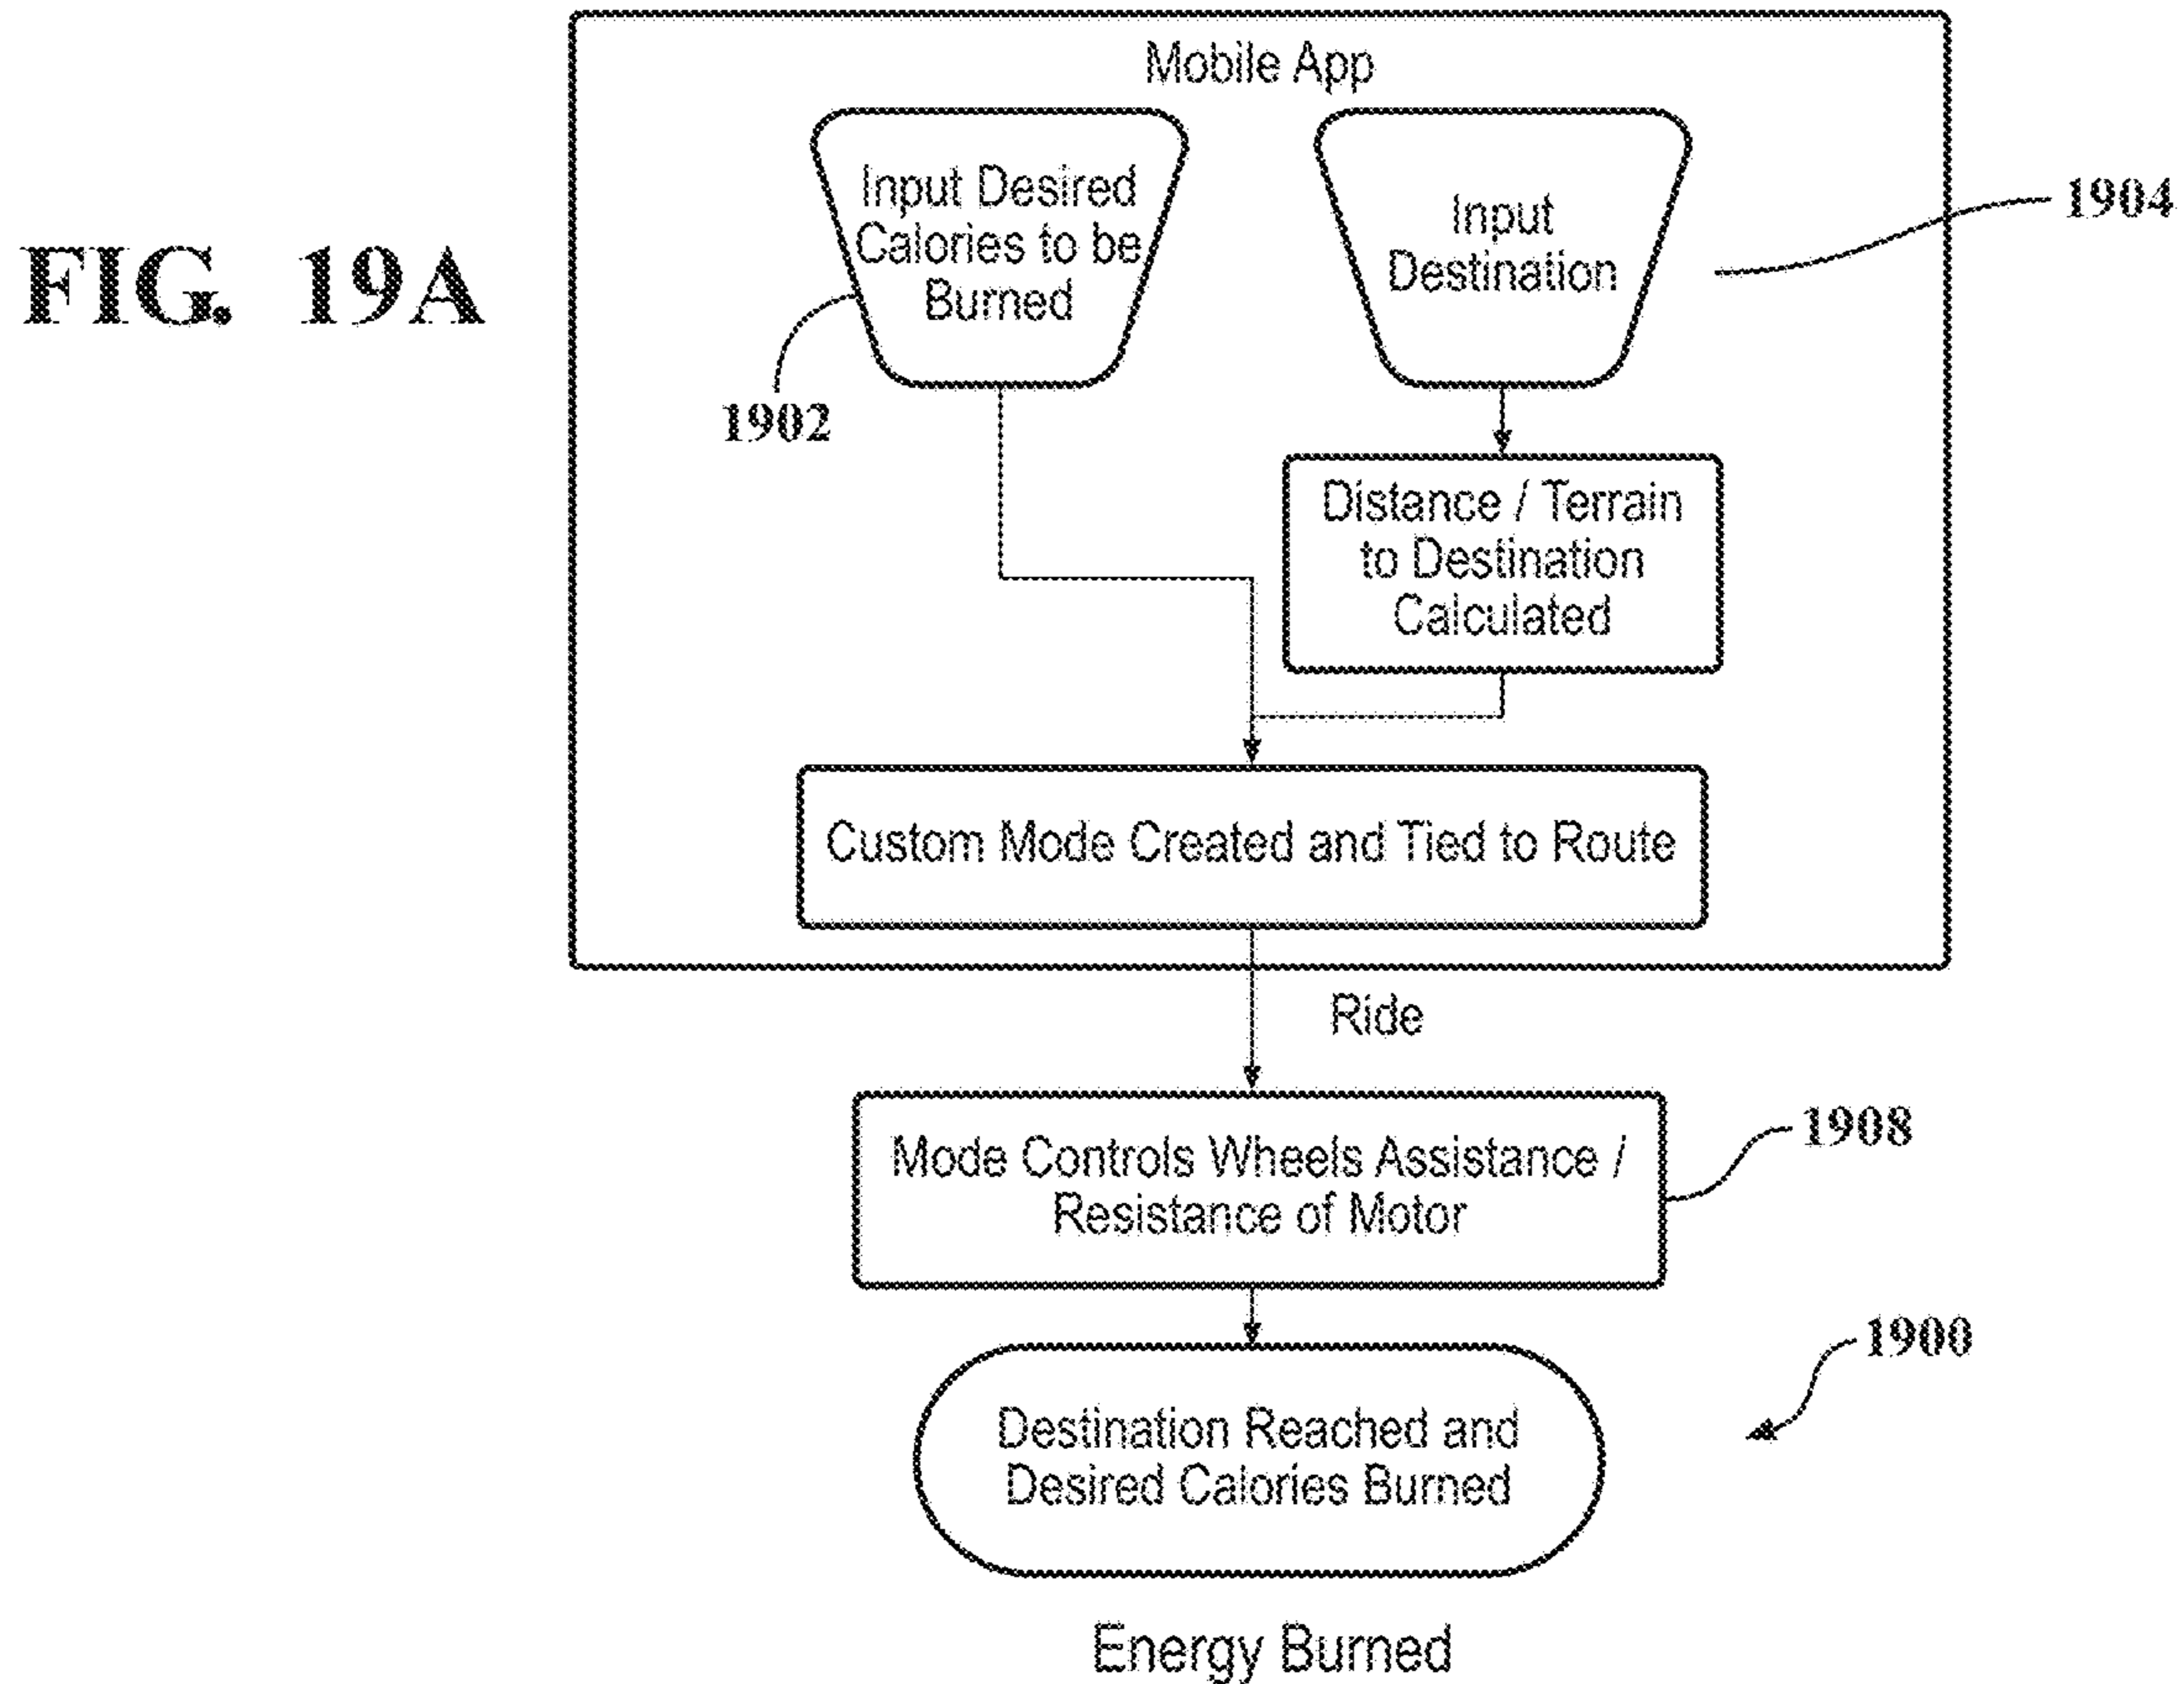 FIG. 19A
Mobile App
Input Desired
Calories to be
Burned
1902
Input
Destination
1904
Distance / Terrain
to Destination
Calculated
Custom Mode Created and Tied to Route
Ride
Mode Controls Wheels Assistance /
Resistance of Motor
1908
1900
Destination Reached and
Desired Calories Burned
Energy Burned